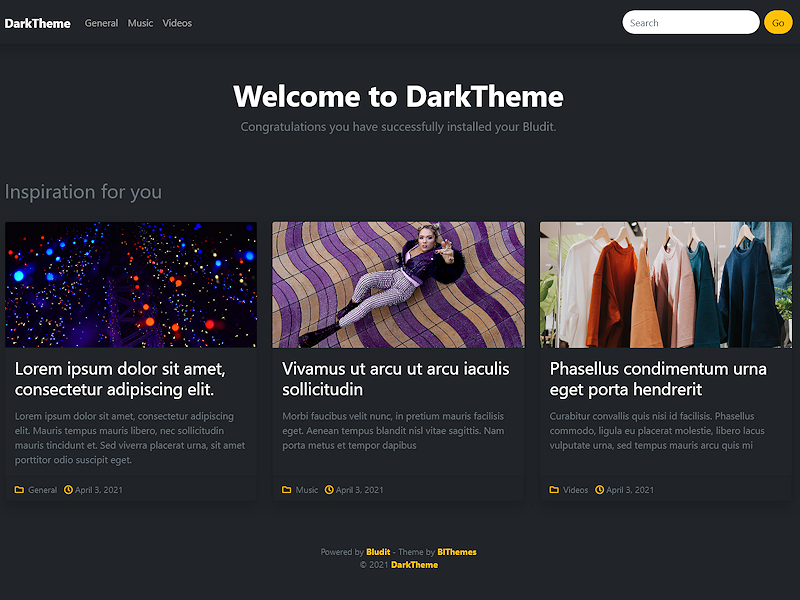 DarkTheme General Music Videos Search Go
Welcome to DarkTheme
Congratulations you have successfully installed your Bludit.
Inspiration for you
Lorem ipsum dolor sit amet,
consectetur adipiscing elit.
Lorem ipsum dolor sit amet, consectetur adipiscing
elit. Mauris tempus mauris libero, nec sollicitudin
mauris tincidunt et. Sed viverra placerat urna, sit amet
porttitor odio suscipit eget.
General April 3, 2021
Vivamus ut arcu ut arcu iaculis
sollicitudin
Morbi faucibus velit nunc, in pretium mauris facilisis
eget. Aenean tempus blandit nisl vitae sagittis. Nam
porta metus et tempor dapibus
Music April 3, 2021
Phasellus condimentum urna
eget porta hendrerit
Curabitur convallis quis nisi id facilisis. Phasellus
commodo, ligula eu placerat molestie, libero lacus
vulputate urna, sed tempus mauris arcu quis mi
Videos April 3, 2021
Powered by Bludit - Theme by BlThemes
© 2021 DarkTheme